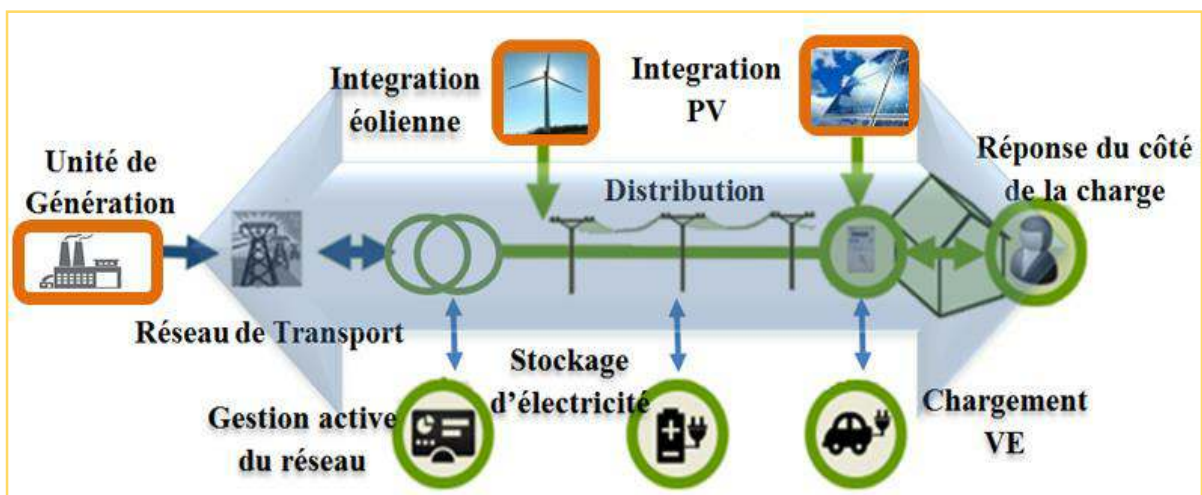 Integration
éolienne
Integration
PV
Unité de
Génération
Réponse du côté
de la charge
Distribution
Réseau de Transport
Stockage
d’électricité
Gestion active
du réseau
Chargement
VE